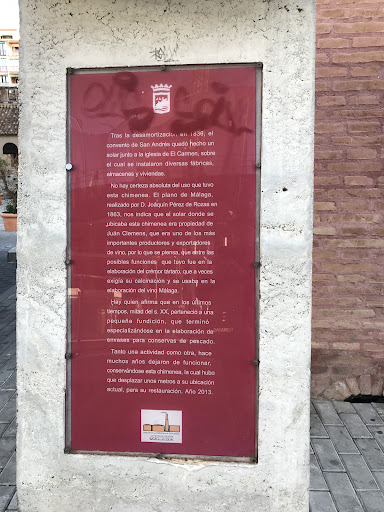 Tras la desamortización en 1836, el
convento de San Andrés quedó hecho un
solar junto a la iglesia de El Carmen, sobre
el cual se instalaron diversas fábricas,
almacenes y viviendas.
No hay certeza absoluta del uso que tuvo
esta chimenea. El plano de Málaga,
realizado por D. Joaquín Pérez de Rozas en
1863, nos indica que el solar donde se
ubicaba esta chimenea era propiedad de
Juán Clemens, que era uno de los más
importantes productores y exportadores
de vino, por lo que se piensa, que entre las
posibles funciones que tuvo fue en la
elaboración del crémor tártaro, que a veces
exigía su calcinación y se usaba en la
elaboración del vino Málaga.
Hay quien afirma que en los últimos
tiempos, mitad del s. XX, perteneció a una
pequeña fundición, que terminó
especializándose en la elaboración de
envases para conservas de pescado.
Tanto una actividad como otra, hace
muchos años dejaron de funcionar,
conservándose esta chimenea, la cual hubo
que desplazar unos metros a su ubicación
actual, para su restauración. Año 2013.